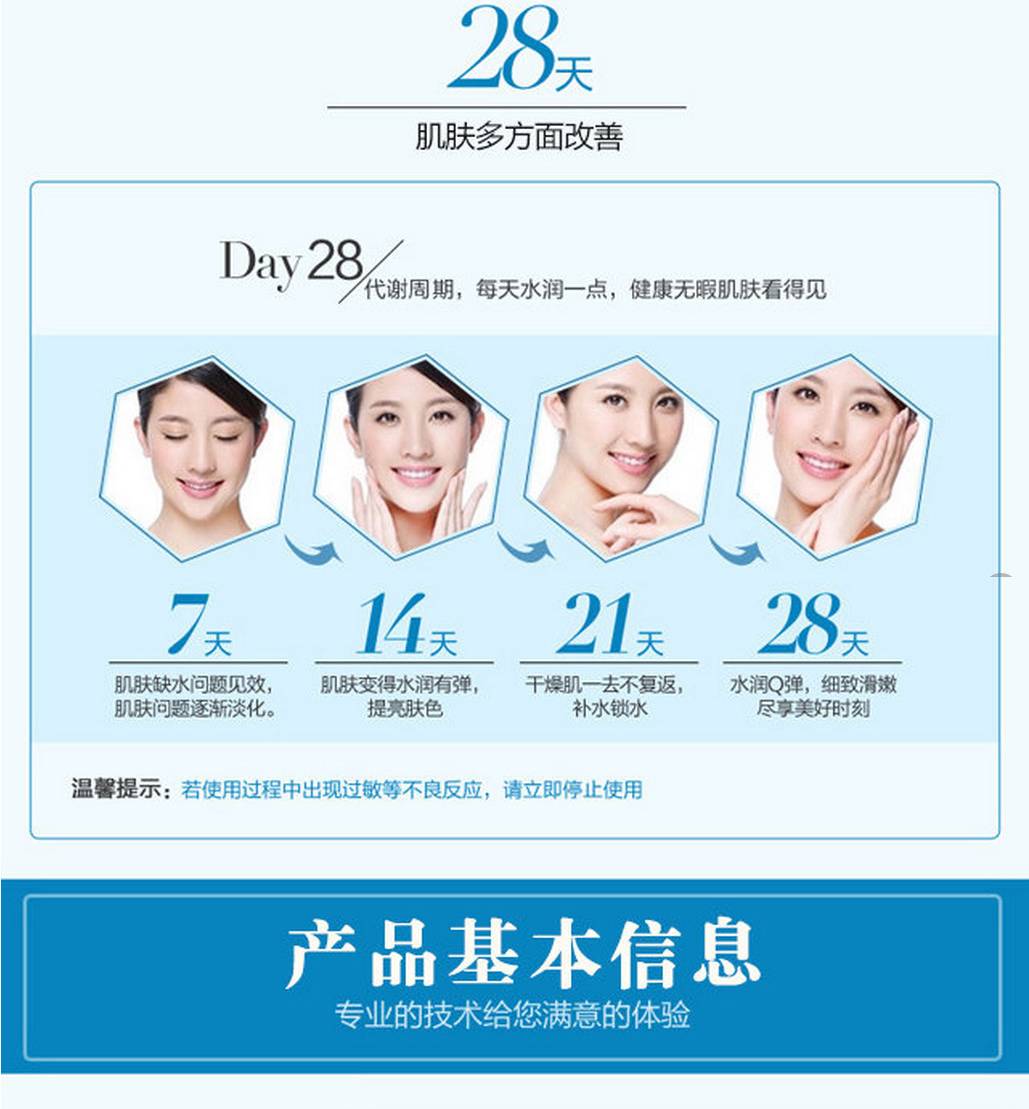 28天
肌肤多方面改善
Day 28
代谢周期，每天水润一点，健康无暇肌肤看得见
7天
肌肤缺水问题见效，
肌肤问题逐渐淡化。
14天
肌肤变得水润有弹，
提亮肤色
21天
干燥肌一去不复返，
补水锁水
28天
水润Q弹，细致滑嫩
尽享美好时刻
温馨提示：若使用过程中出现过敏等不良反应，请立即停止使用
产品基本信息
专业的技术给您满意的体验